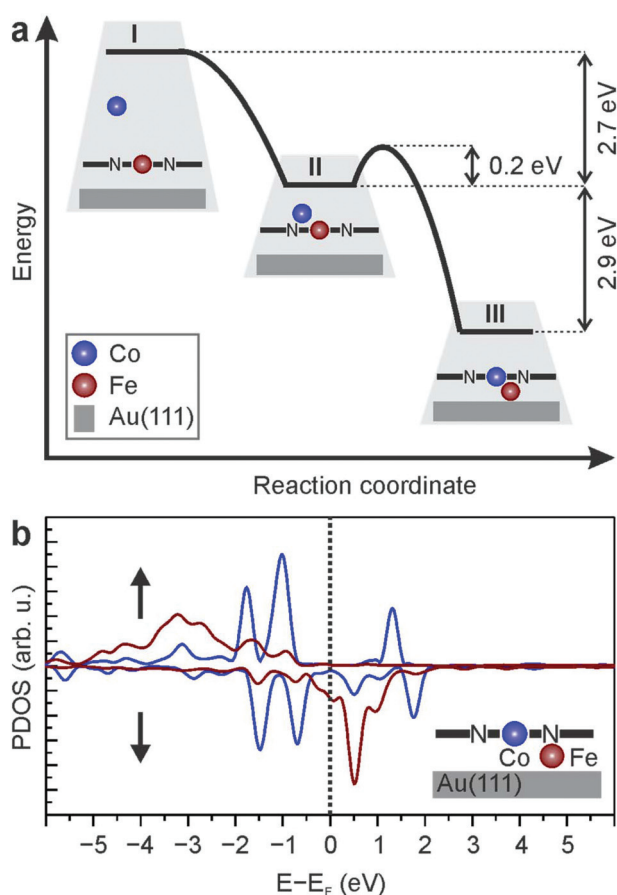 a
I
N N
II
0.2 eV
2.7 eV
N N
2.9 eV
III
N N
Energy
Co
Fe
Au(111)
Reaction coordinate
b
PDOS (arb. u.)
N N
Co Fe
Au(111)
−5 −4 −3 −2 −1 0 1 2 3 4 5
E−E_F (eV)